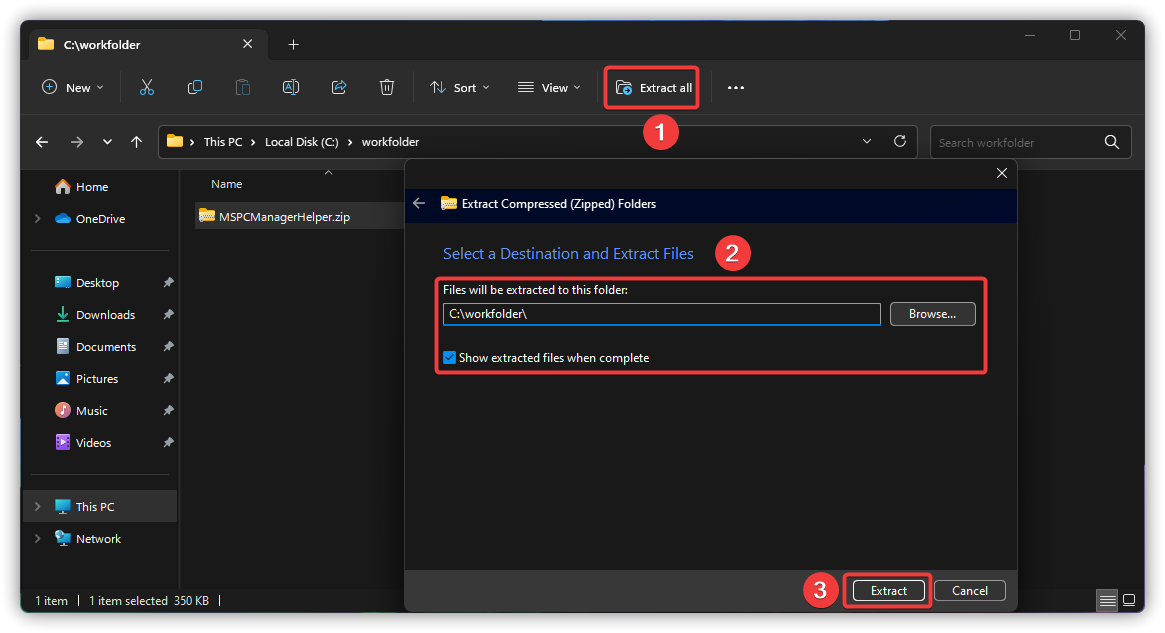 C:\workfolder
New
Sort
View
Extract all
1
This PC
Local Disk (C:)
workfolder
Search workfolder
Home
OneDrive
Desktop
Downloads
Documents
Pictures
Music
Videos
This PC
Network
Name
MSPCManagerHelper.zip
Extract Compressed (Zipped) Folders
Select a Destination and Extract Files
2
Files will be extracted to this folder:
C:\workfolder\
Browse...
Show extracted files when complete
3
Extract
Cancel
1 item
1 item selected 350 KB